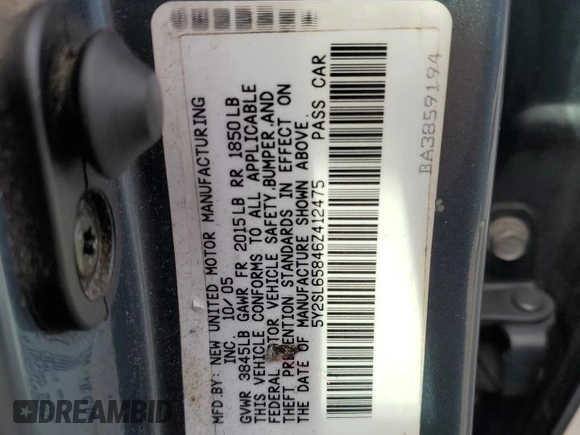 MFD.BY: NEW UNITED MOTOR MANUFACTURING
INC. 10/05
GVWR 3845LB GAWR FR 2015LB RR 1850LB
THIS VEHICLE CONFORMS TO ALL APPLICABLE
FEDERAL MOTOR VEHICLE SAFETY,BUMPER,AND
THEFT PREVENTION STANDARDS IN EFFECT ON
THE DATE OF MANUFACTURE SHOWN ABOVE.
5Y2SL65846Z412475 PASS CAR
BA3859194
DREAMBID